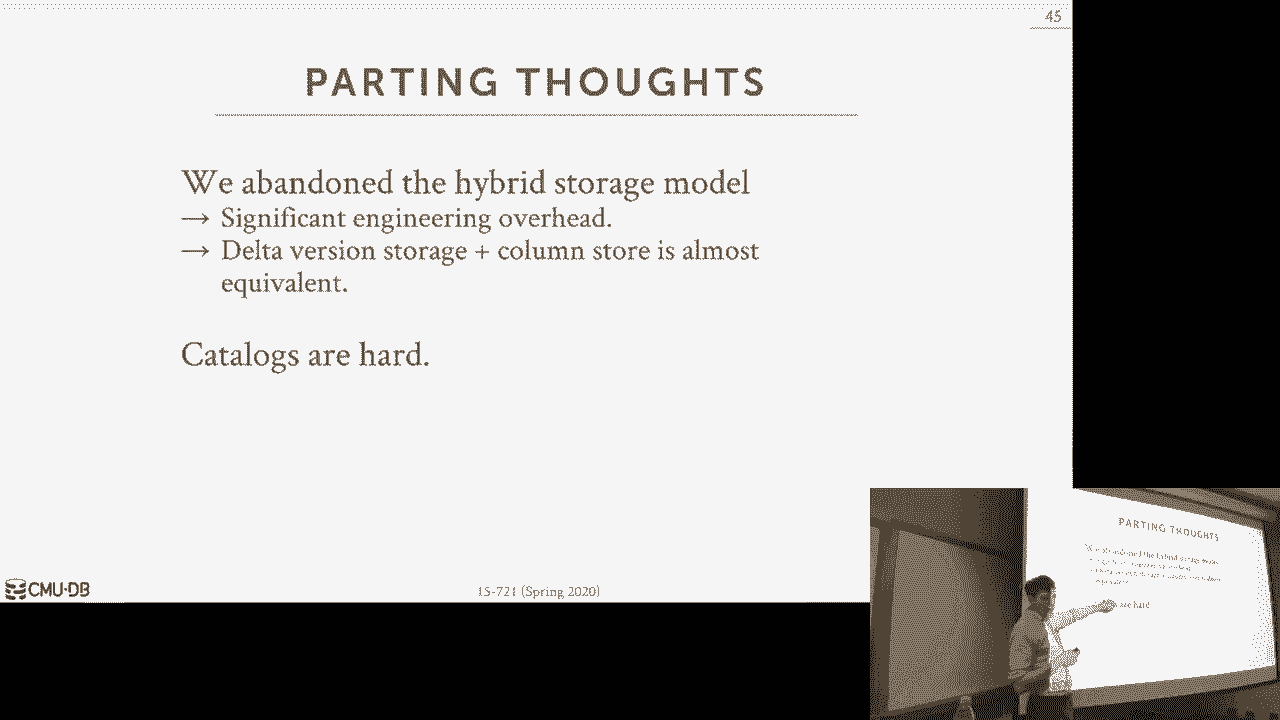 45
PARTING THOUGHTS
We abandoned the hybrid storage model
→ Significant engineering overhead.
→ Delta version storage + column store is almost
equivalent.
Catalogs are hard.
CMU·DB
15-721 (Spring 2020)
PARTING THOUGHTS
We abandoned the hybrid storage model
equivalent.
are hard